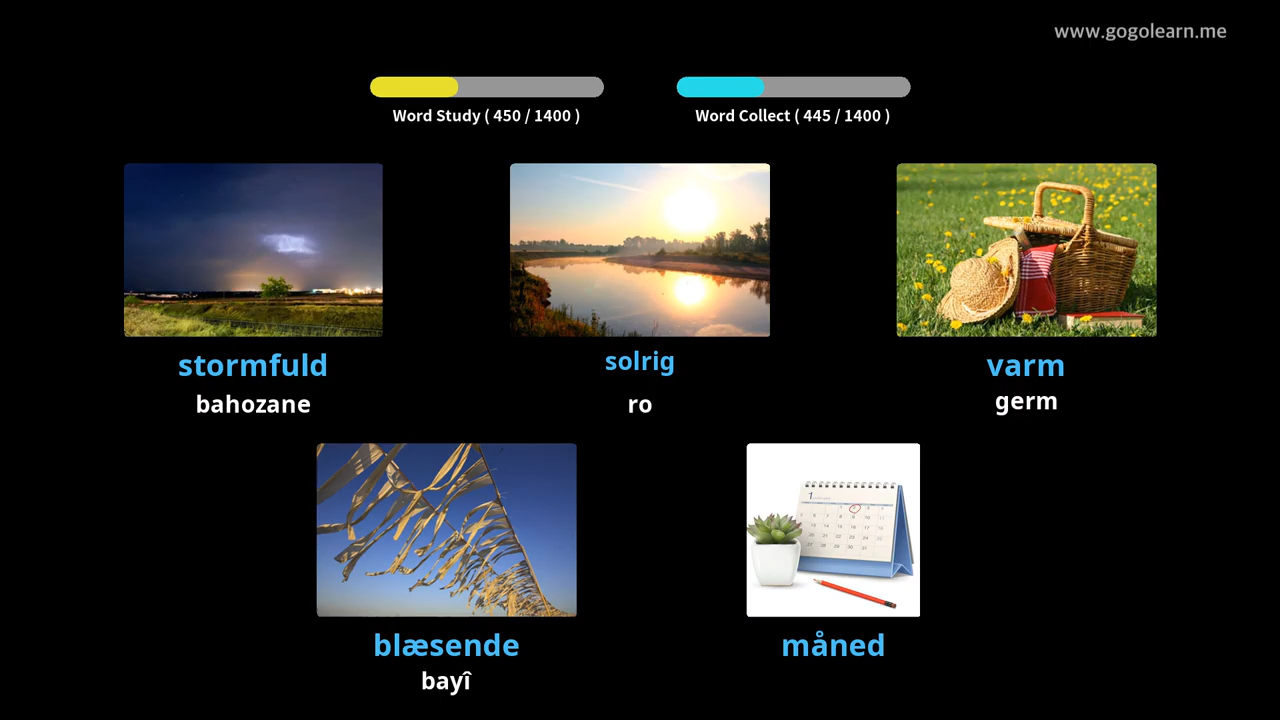 www.gogolearn.me
Word Study ( 450 / 1400 )
Word Collect ( 445 / 1400 )
stormfuld
bahozane
solrig
ro
varm
germ
blæsende
bayî
måned